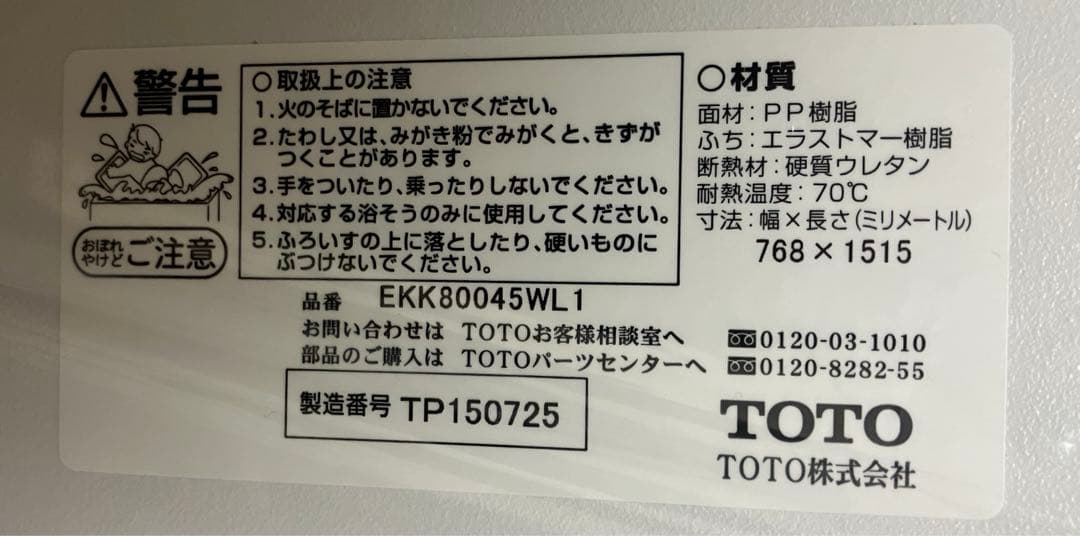 警告
おぼれ
やけど ご注意
○取扱上の注意
1.火のそばに置かないでください。
2.たわし又は、みがき粉でみがくと、きずが
つくことがあります。
3.手をついたり、乗ったりしないでください。
4.対応する浴そうのみに使用してください。
5.ふろいすの上に落としたり、硬いものに
ぶつけないでください。
○材質
面材:PP樹脂
ふち:エラストマー樹脂
断熱材:硬質ウレタン
耐熱温度:70℃
寸法:幅×長さ(ミリメートル)
768×1515
品番 EKK80045WL1
お問い合わせは TOTOお客様相談室へ 0120-03-1010
部品のご購入は TOTOパーツセンターへ 0120-8282-55
製造番号 TP150725
TOTO
TOTO株式会社